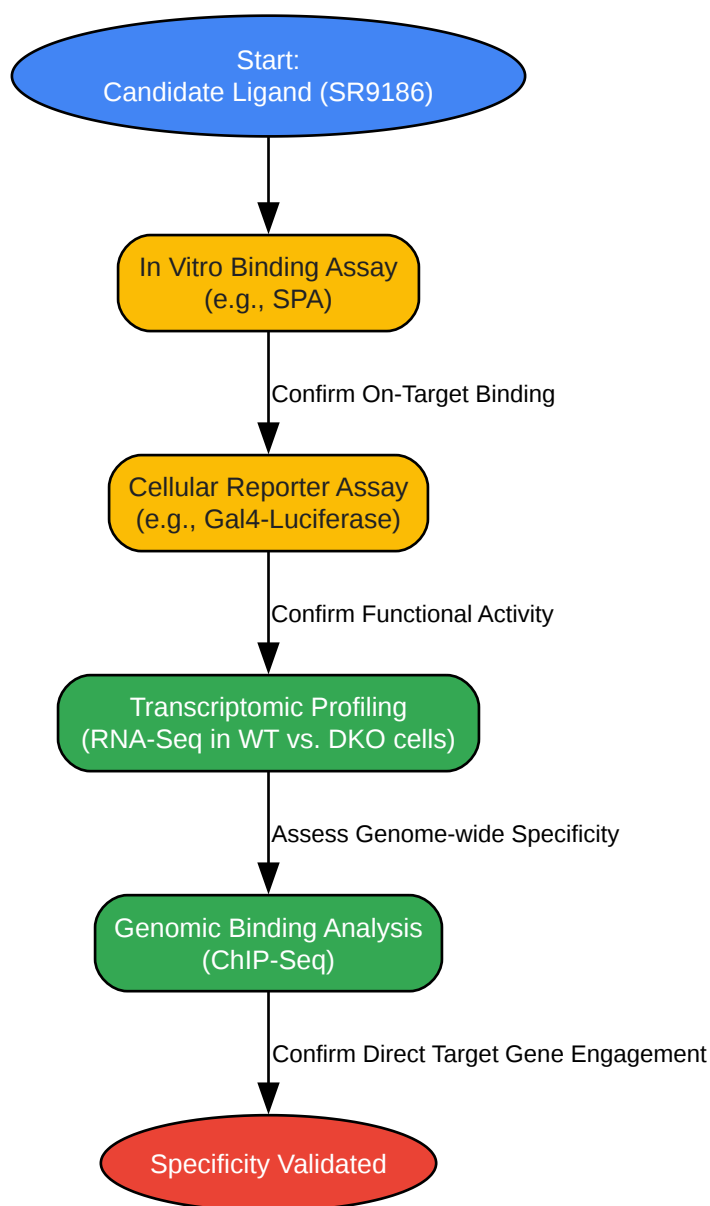 Start:
Candidate Ligand (SR9186)
In Vitro Binding Assay
(e.g., SPA)
Confirm On-Target Binding
Cellular Reporter Assay
(e.g., Gal4-Luciferase)
Confirm Functional Activity
Transcriptomic Profiling
(RNA-Seq in WT vs. DKO cells)
Assess Genome-wide Specificity
Genomic Binding Analysis
(ChIP-Seq)
Confirm Direct Target Gene Engagement
Specificity Validated